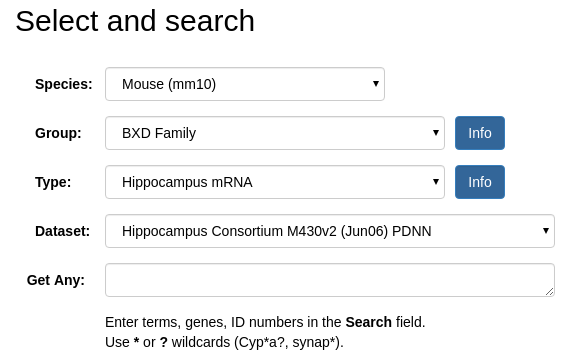 Select and search
Species: Mouse (mm10)
Group: BXD Family Info
Type: Hippocampus mRNA Info
Dataset: Hippocampus Consortium M430v2 (Jun06) PDNN
Get Any:
Enter terms, genes, ID numbers in the Search field.
Use * or ? wildcards (Cyp*a?, synap*).